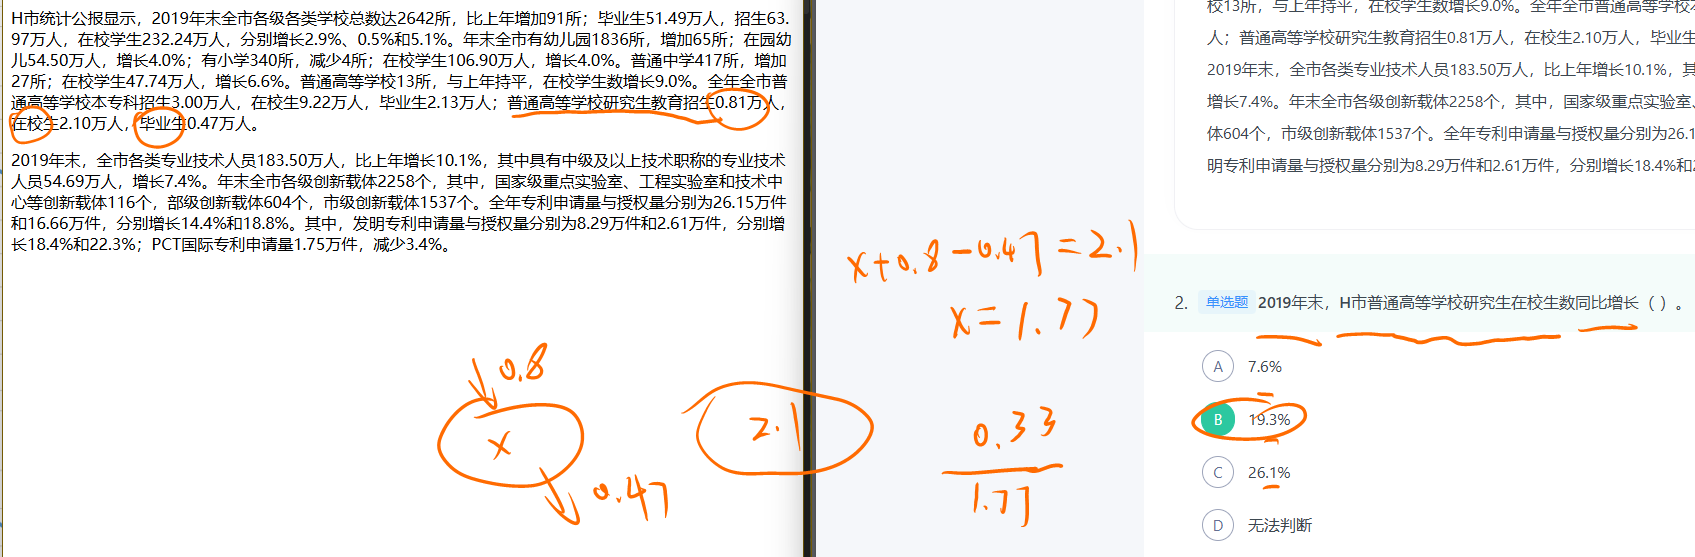 H市统计公报显示，2019年末全市各级各类学校总数达2642所，比上年增加91所；毕业生51.49万人，招生63.
97万人，在校学生232.24万人，分别增长2.9%、0.5%和5.1%。年末全市有幼儿园1836所，增加65所；在园幼
儿54.50万人，增长4.0%；有小学340所，减少4所；在校学生106.90万人，增长4.0%。普通中学417所，增加
27所；在校学生47.74万人，增长6.6%。普通高等学校13所，与上年持平，在校学生数增长9.0%。全年全市普
通高等学校本专科招生3.00万人，在校生9.22万人，毕业生2.13万人；普通高等学校研究生教育招生0.81万人，
在校生2.10万人，毕业生0.47万人。
2019年末，全市各类专业技术人员183.50万人，比上年增长10.1%，其中具有中级及以上技术职称的专业技术
人员54.69万人，增长7.4%。年末全市各级创新载体2258个，其中，国家级重点实验室、工程实验室和技术中
心等创新载体116个，部级创新载体604个，市级创新载体1537个。全年专利申请量与授权量分别为26.15万件
和16.66万件，分别增长14.4%和18.8%。其中，发明专利申请量与授权量分别为8.29万件和2.61万件，分别增
长18.4%和22.3%；PCT国际专利申请量1.75万件，减少3.4%。
0.8
x
0.47
2.1
x+0.8-0.47=2.1
x=1.77
0.33
1.77
校13所，与上年持平，在校学生数增长9.0%。全年全市普通高等学校本
人；普通高等学校研究生教育招生0.81万人，在校生2.10万人，毕业生
2019年末，全市各类专业技术人员183.50万人，比上年增长10.1%，其
增长7.4%。年末全市各级创新载体2258个，其中，国家级重点实验室、
体604个，市级创新载体1537个。全年专利申请量与授权量分别为26.1
明专利申请量与授权量分别为8.29万件和2.61万件，分别增长18.4%和2
2. 单选题 2019年末，H市普通高等学校研究生在校生数同比增长（ ）。
A 7.6%
B 19.3%
C 26.1%
D 无法判断